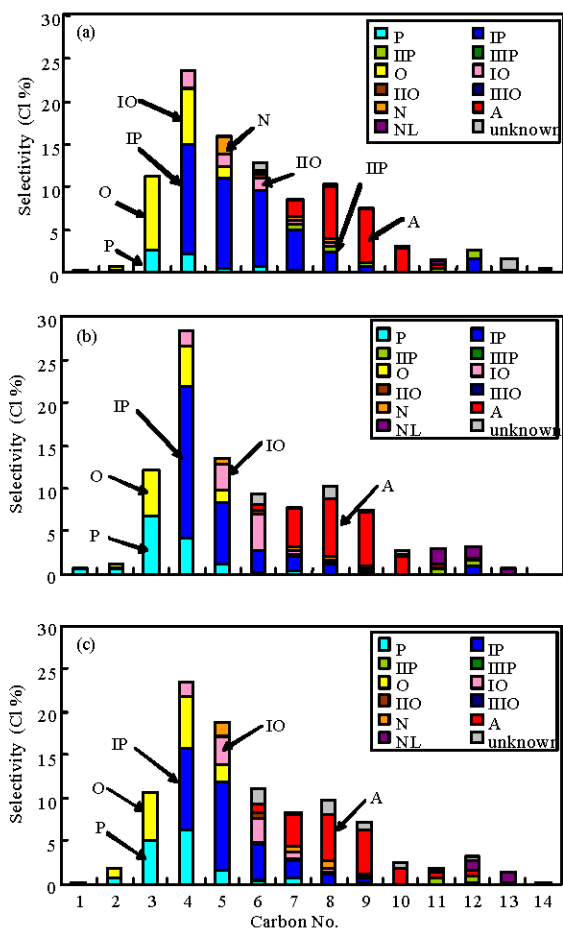 (a)
Selectivity (Cl %)
30
25
20
15
10
5
0
P IP
IIP IIIP
O IO
IIO IIIO
N A
NL unknown
IO
N
IP
IIO
IIP
O
A
P
(b)
Selectivity (Cl %)
30
25
20
15
10
5
0
P IP
IIP IIIP
O IO
IIO IIIO
N A
NL unknown
IP
IO
O
A
P
(c)
Selectivity (Cl %)
30
25
20
15
10
5
0
P IP
IIP IIIP
O IO
IIO IIIO
N A
NL unknown
IP
IO
O
A
P
1 2 3 4 5 6 7 8 9 10 11 12 13 14
Carbon No.